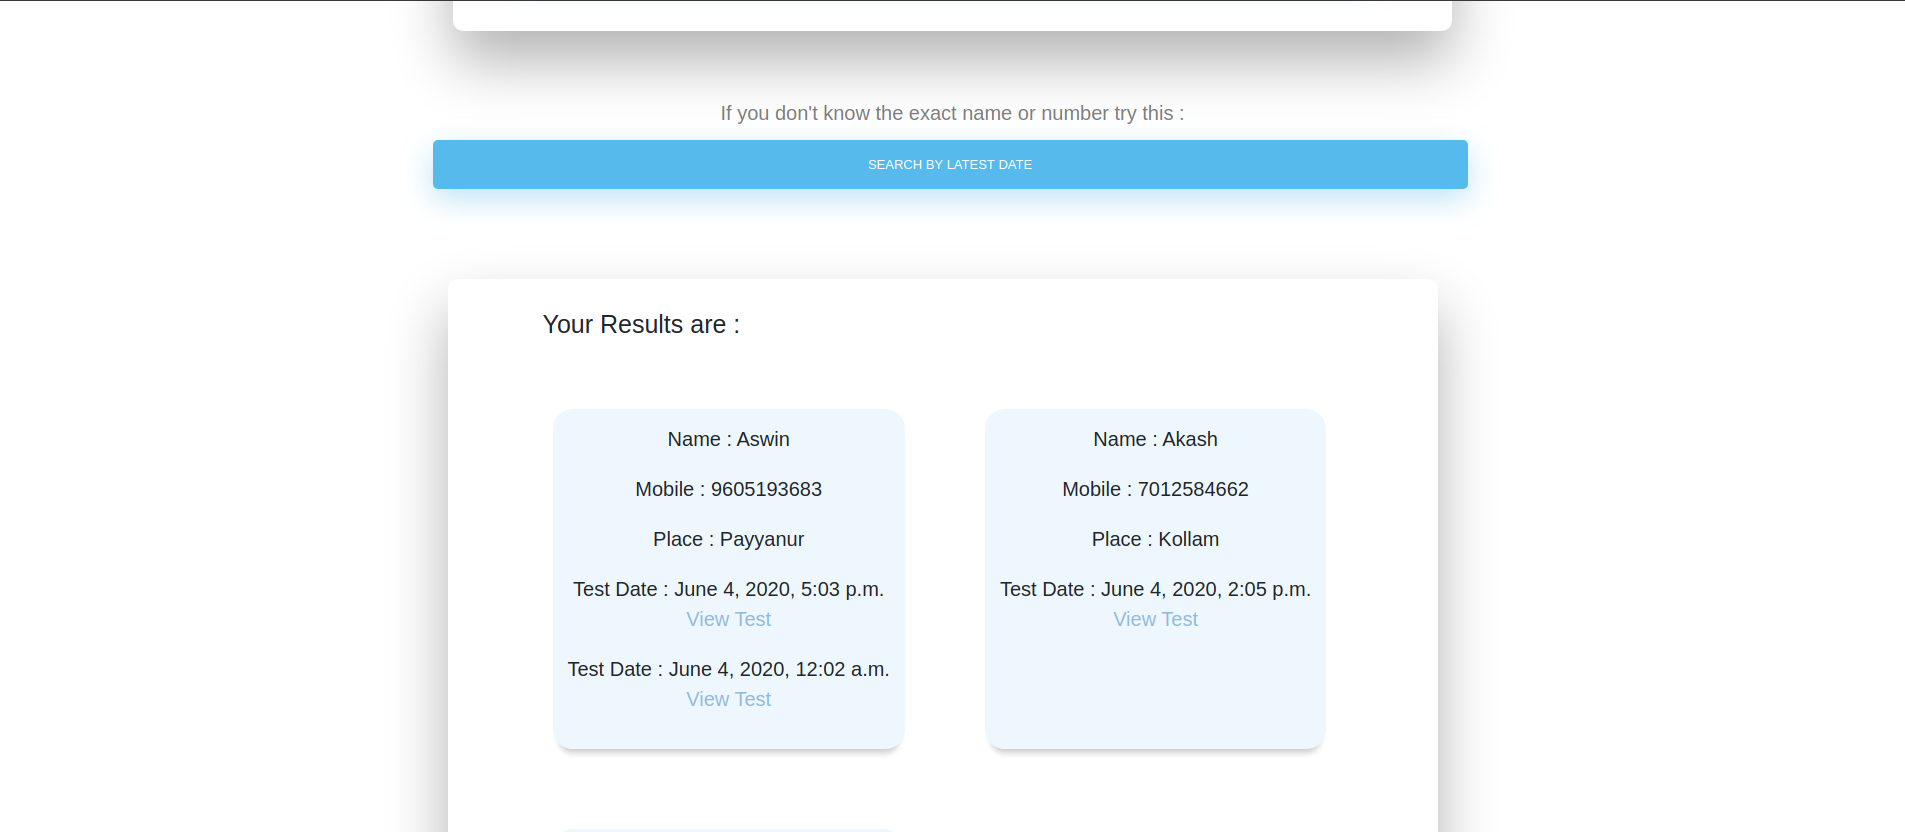 If you don't know the exact name or number try this :
SEARCH BY LATEST DATE
Your Results are :
Name : Aswin
Mobile : 9605193683
Place : Payyanur
Test Date : June 4, 2020, 5:03 p.m.
View Test
Test Date : June 4, 2020, 12:02 a.m.
View Test
Name : Akash
Mobile : 7012584662
Place : Kollam
Test Date : June 4, 2020, 2:05 p.m.
View Test